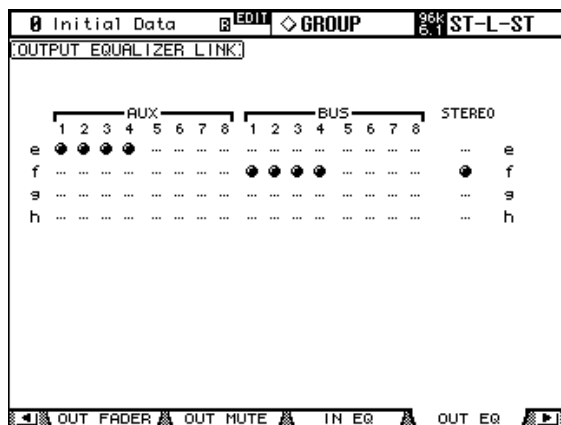 0 Initial Data R EDIT ◇ GROUP 96k 6.1 ST-L-ST
OUTPUT EQUALIZER LINK
AUX BUS STEREO
1 2 3 4 5 6 7 8 1 2 3 4 5 6 7 8
e e
f f
g g
h h
OUT FADER OUT MUTE IN EQ OUT EQ